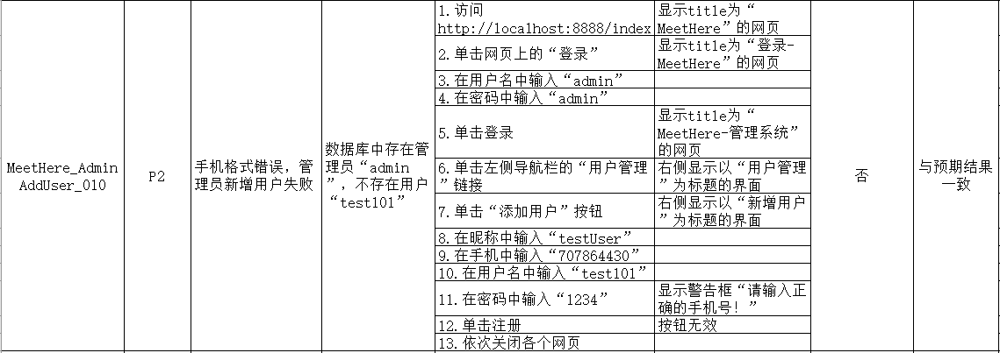 MeetHere_Admin
AddUser_010
P2
手机格式错误，管
理员新增用户失败
数据库中存在管
理员“admin
”，不存在用户
“test101”
1.访问
http://localhost:8888/index
显示title为“
MeetHere”的网页
2.单击网页上的“登录”
显示title为“登录-
MeetHere”的网页
3.在用户名中输入“admin”
4.在密码中输入“admin”
5.单击登录
显示title为“
MeetHere-管理系统”
的网页
6.单击左侧导航栏的“用户管理
”链接
右侧显示以“用户管理
”为标题的界面
7.单击“添加用户”按钮
右侧显示以“新增用户
”为标题的界面
8.在昵称中输入“testUser”
9.在手机中输入“707864430”
10.在用户名中输入“test101”
11.在密码中输入“1234”
显示警告框“请输入正
确的手机号！”
12.单击注册
按钮无效
13.依次关闭各个网页
否
与预期结果
一致